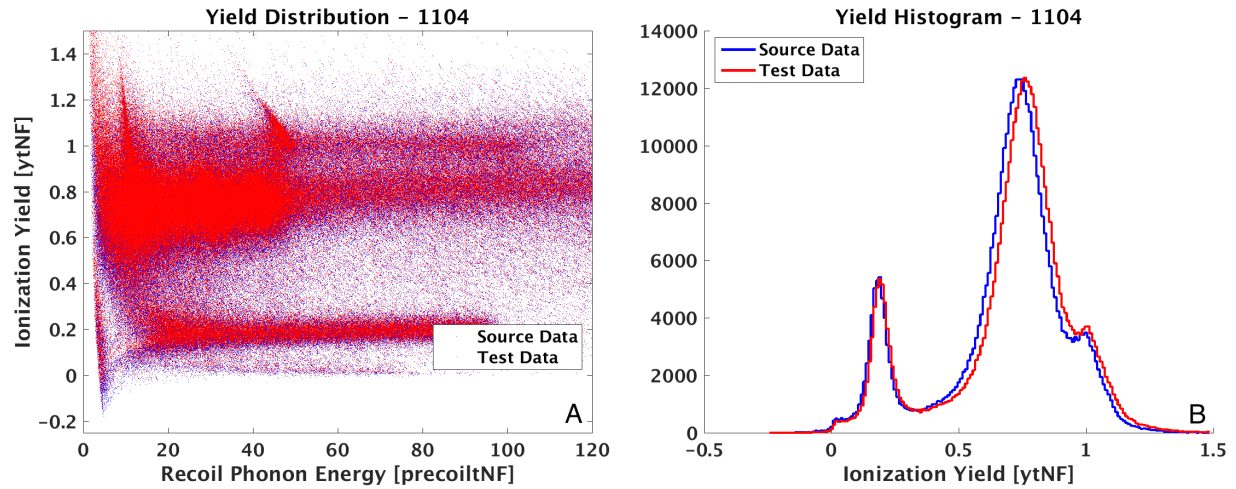 Yield Distribution – 1104
Ionization Yield [ytNF]
1.4
1.2
1
0.8
0.6
0.4
0.2
0
-0.2
Source Data
Test Data
A
0 20 40 60 80 100 120
Recoil Phonon Energy [precoiltNF]
Yield Histogram – 1104
14000
12000
10000
8000
6000
4000
2000
0
Source Data
Test Data
B
-0.5 0 0.5 1 1.5
Ionization Yield [ytNF]